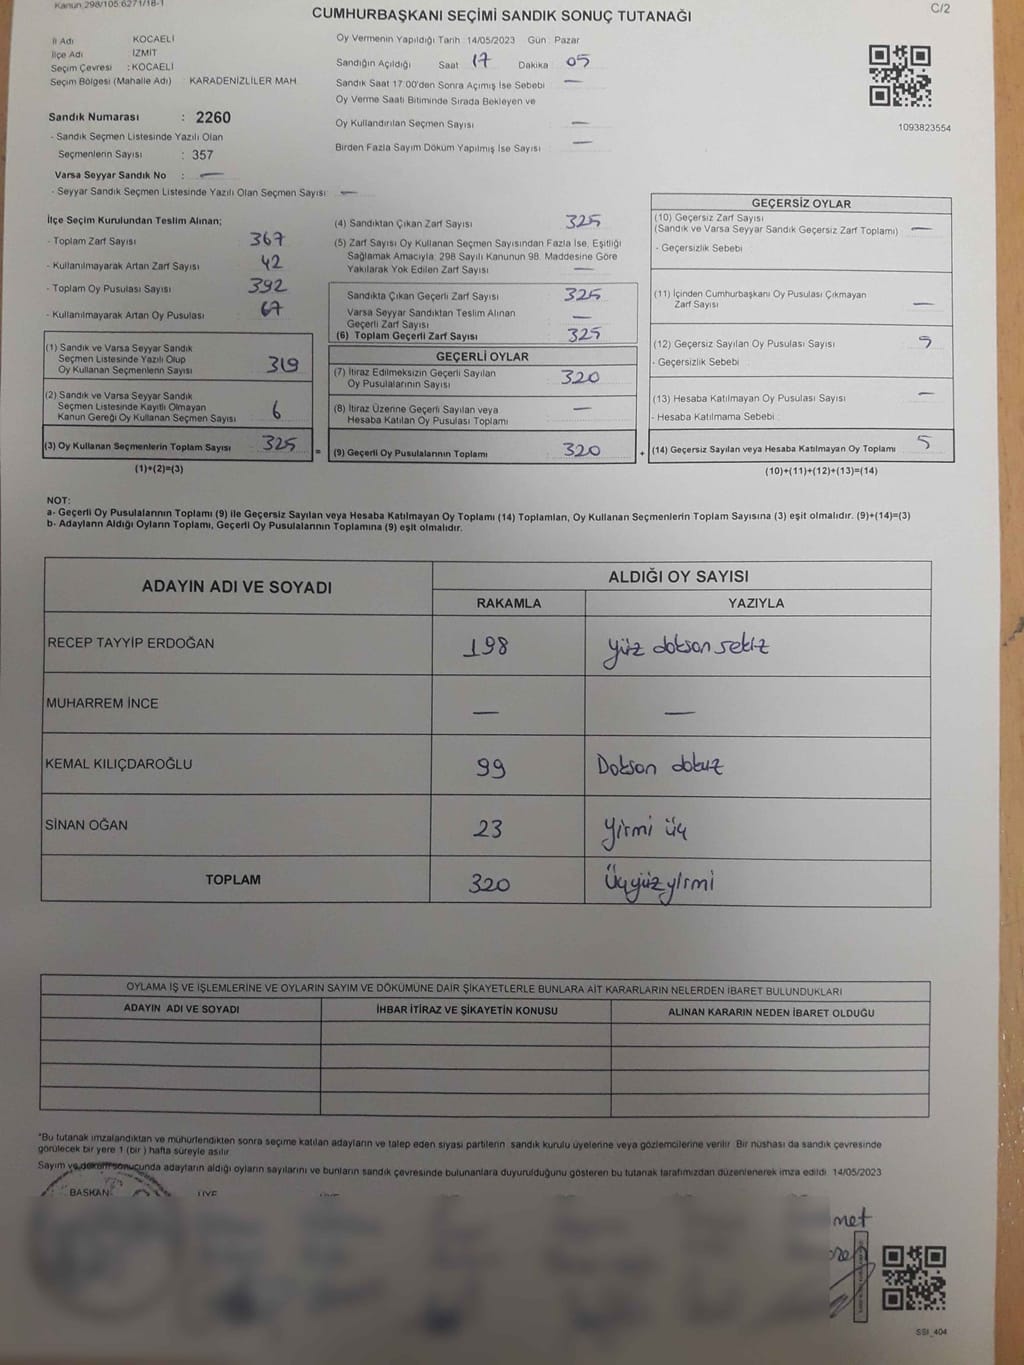 Kanun 298/105:6271/18-1
CUMHURBAŞKANI SEÇİMİ SANDIK SONUÇ TUTANAĞI
C/2
İl Adı KOCAELİ
İlçe Adı İZMİT
Seçim Çevresi : KOCAELİ
Seçim Bölgesi (Mahalle Adı) : KARADENİZLİLER MAH.
Oy Vermenin Yapıldığı Tarih :14/05/2023 Gün : Pazar
Sandığın Açıldığı Saat 17 Dakika 05
Sandık Saat 17:00'den Sonra Açımış İse Sebebi —
Oy Verme Saati Bitiminde Sırada Bekleyen ve
Oy Kullandırılan Seçmen Sayısı —
Birden Fazla Sayım Döküm Yapılmış İse Sayısı —
1093823554
Sandık Numarası : 2260
- Sandık Seçmen Listesinde Yazılı Olan
Seçmenlerin Sayısı : 357
Varsa Seyyar Sandık No : —
- Seyyar Sandık Seçmen Listesinde Yazılı Olan Seçmen Sayısı : —
İlçe Seçim Kurulundan Teslim Alınan;
- Toplam Zarf Sayısı 367
- Kullanılmayarak Artan Zarf Sayısı 42
- Toplam Oy Pusulası Sayısı 392
- Kullanılmayarak Artan Oy Pusulası 67
(1) Sandık ve Varsa Seyyar Sandık
Seçmen Listesinde Yazılı Olup
Oy Kullanan Seçmenlerin Sayısı 319
(2) Sandık ve Varsa Seyyar Sandık
Seçmen Listesinde Kayıtlı Olmayan
Kanun Gereği Oy Kullanan Seçmen Sayısı 6
(3) Oy Kullanan Seçmenlerin Toplam Sayısı 325
(1)+(2)=(3)
=
(4) Sandıktan Çıkan Zarf Sayısı 325
(5) Zarf Sayısı Oy Kullanan Seçmen Sayısından Fazla İse, Eşitliği
Sağlamak Amacıyla, 298 Sayılı Kanunun 98. Maddesine Göre
Yakılarak Yok Edilen Zarf Sayısı —
Sandıkta Çıkan Geçerli Zarf Sayısı 325
Varsa Seyyar Sandıktan Teslim Alınan
Geçerli Zarf Sayısı —
(6) Toplam Geçerli Zarf Sayısı 325
GEÇERLİ OYLAR
(7) İtiraz Edilmeksizin Geçerli Sayılan
Oy Pusulalarının Sayısı 320
(8) İtiraz Üzerine Geçerli Sayılan veya
Hesaba Katılan Oy Pusulası Toplamı —
(9) Geçerli Oy Pusulalarının Toplamı 320
+
GEÇERSİZ OYLAR
(10) Geçersiz Zarf Sayısı
(Sandık ve Varsa Seyyar Sandık Geçersiz Zarf Toplamı) —
- Geçersizlik Sebebi
(11) İçinden Cumhurbaşkanı Oy Pusulası Çıkmayan
Zarf Sayısı —
(12) Geçersiz Sayılan Oy Pusulası Sayısı 5
- Geçersizlik Sebebi
(13) Hesaba Katılmayan Oy Pusulası Sayısı —
- Hesaba Katılmama Sebebi
(14) Geçersiz Sayılan veya Hesaba Katılmayan Oy Toplamı 5
(10)+(11)+(12)+(13)=(14)
NOT:
a- Geçerli Oy Pusulalarının Toplamı (9) ile Geçersiz Sayılan veya Hesaba Katılmayan Oy Toplamı (14) Toplamları, Oy Kullanan Seçmenlerin Toplam Sayısına (3) eşit olmalıdır. (9)+(14)=(3)
b- Adayların Aldığı Oyların Toplamı, Geçerli Oy Pusulalarının Toplamına (9) eşit olmalıdır.
ADAYIN ADI VE SOYADI ALDIĞI OY SAYISI
RAKAMLA YAZIYLA
RECEP TAYYİP ERDOĞAN 198 yüz doksan sekiz
MUHARREM İNCE — —
KEMAL KILIÇDAROĞLU 99 Doksan dokuz
SİNAN OĞAN 23 Yirmi üç
TOPLAM 320 Üçyüzyirmi
OYLAMA İŞ VE İŞLEMLERİNE VE OYLARIN SAYIM VE DÖKÜMÜNE DAİR ŞİKAYETLERLE BUNLARA AİT KARARLARIN NELERDEN İBARET BULUNDUKLARI
ADAYIN ADI VE SOYADI İHBAR İTİRAZ VE ŞİKAYETİN KONUSU ALINAN KARARIN NEDEN İBARET OLDUĞU
*Bu tutanak imzalandıktan ve mühürlendikten sonra seçime katılan adayların ve talep eden siyasi partilerin sandık kurulu üyelerine veya gözlemcilerine verilir. Bir nüshası da sandık çevresinde
görülecek bir yere 1 (bir ) hafta süreyle asılır.
Sayım ve döküm sonucunda adayların aldığı oyların sayılarını ve bunların sandık çevresinde bulunanlara duyurulduğunu gösteren bu tutanak tarafımızdan düzenlenerek imza edildi. 14/05/2023
BAŞKAN
met
SSI_404